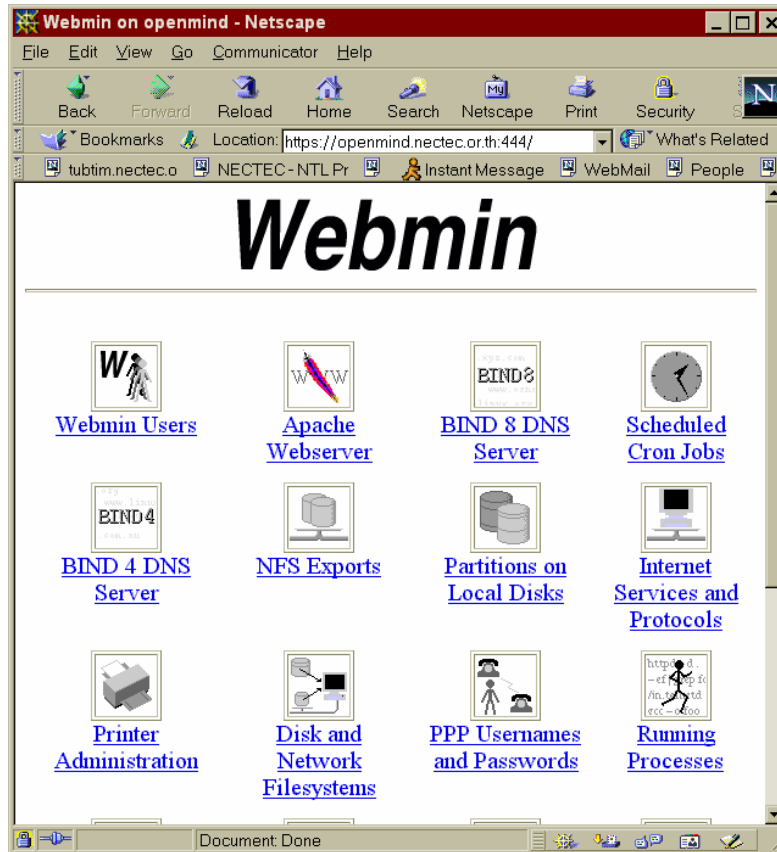 Webmin on openmind - Netscape
File Edit View Go Communicator Help
Back Forward Reload Home Search Netscape Print Security
Bookmarks Location: https://openmind.nectec.or.th:444/ What's Related
tubtim.nectec.o NECTEC - NTL Pr Instant Message WebMail People
Webmin
Webmin Users
Apache
Webserver
BIND 8 DNS
Server
Scheduled
Cron Jobs
BIND 4 DNS
Server
NFS Exports
Partitions on
Local Disks
Internet
Services and
Protocols
Printer
Administration
Disk and
Network
Filesystems
PPP Usernames
and Passwords
Running
Processes
Document: Done